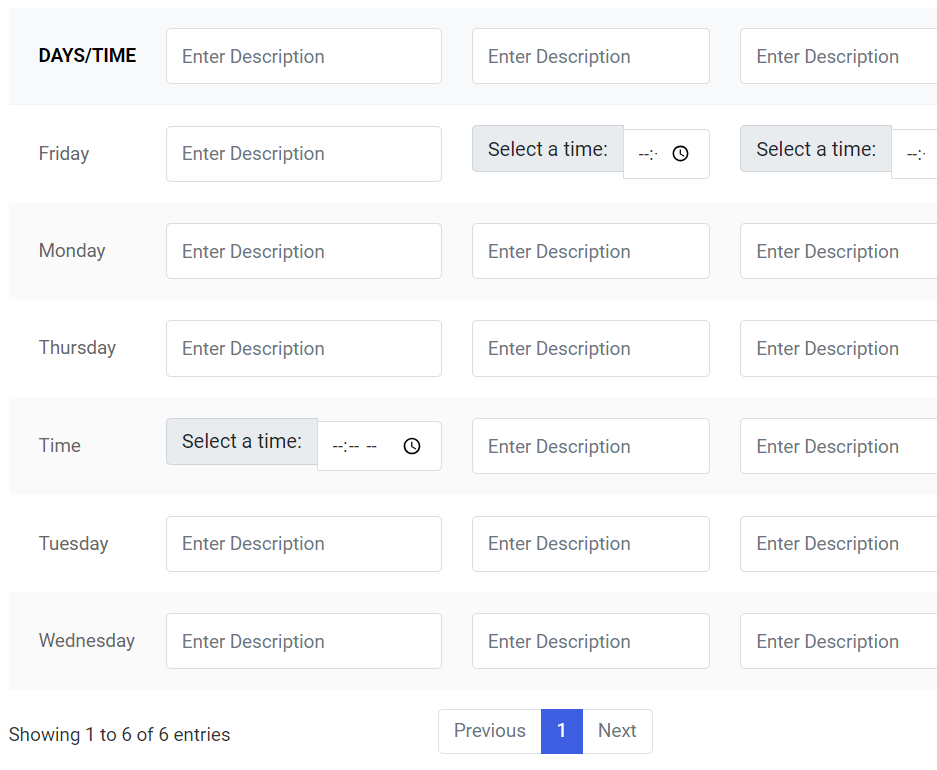 DAYS/TIME Enter Description Enter Description Enter Description
Friday Enter Description Select a time: --:- Select a time: --:-
Monday Enter Description Enter Description Enter Description
Thursday Enter Description Enter Description Enter Description
Time Select a time: --:-- -- Enter Description Enter Description
Tuesday Enter Description Enter Description Enter Description
Wednesday Enter Description Enter Description Enter Description
Showing 1 to 6 of 6 entries Previous 1 Next